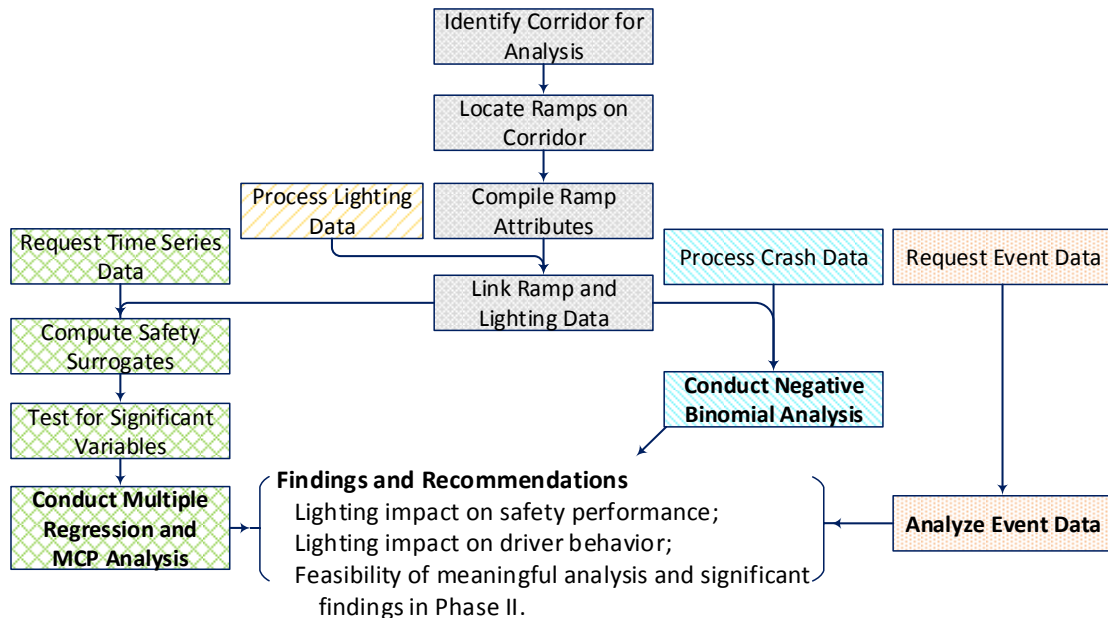 Identify Corridor for
Analysis
Locate Ramps on
Corridor
Process Lighting
Data
Compile Ramp
Attributes
Request Time Series
Data
Process Crash Data
Request Event Data
Link Ramp and
Lighting Data
Compute Safety
Surrogates
Conduct Negative
Binomial Analysis
Test for Significant
Variables
Conduct Multiple
Regression and
MCP Analysis
Findings and Recommendations
Lighting impact on safety performance;
Lighting impact on driver behavior;
Feasibility of meaningful analysis and significant
findings in Phase II.
Analyze Event Data